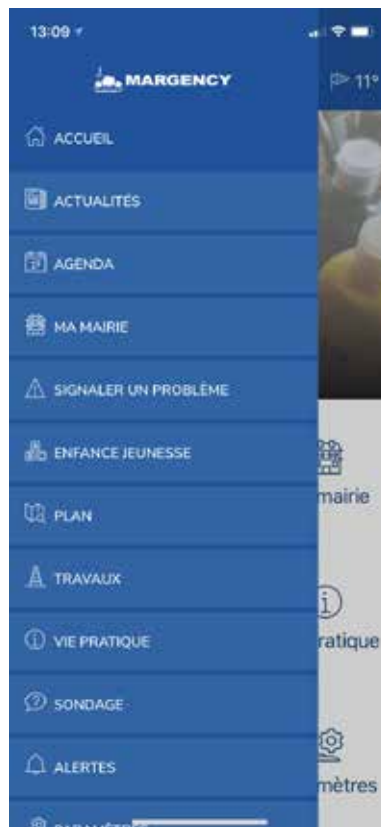 13:09
MARGENCY
11°
ACCUEIL
ACTUALITÉS
AGENDA
MA MAIRIE
SIGNALER UN PROBLÈME
ENFANCE JEUNESSE
mairie
PLAN
TRAVAUX
VIE PRATIQUE
ratique
SONDAGE
ALERTES
mètres
PARAMÈTRES